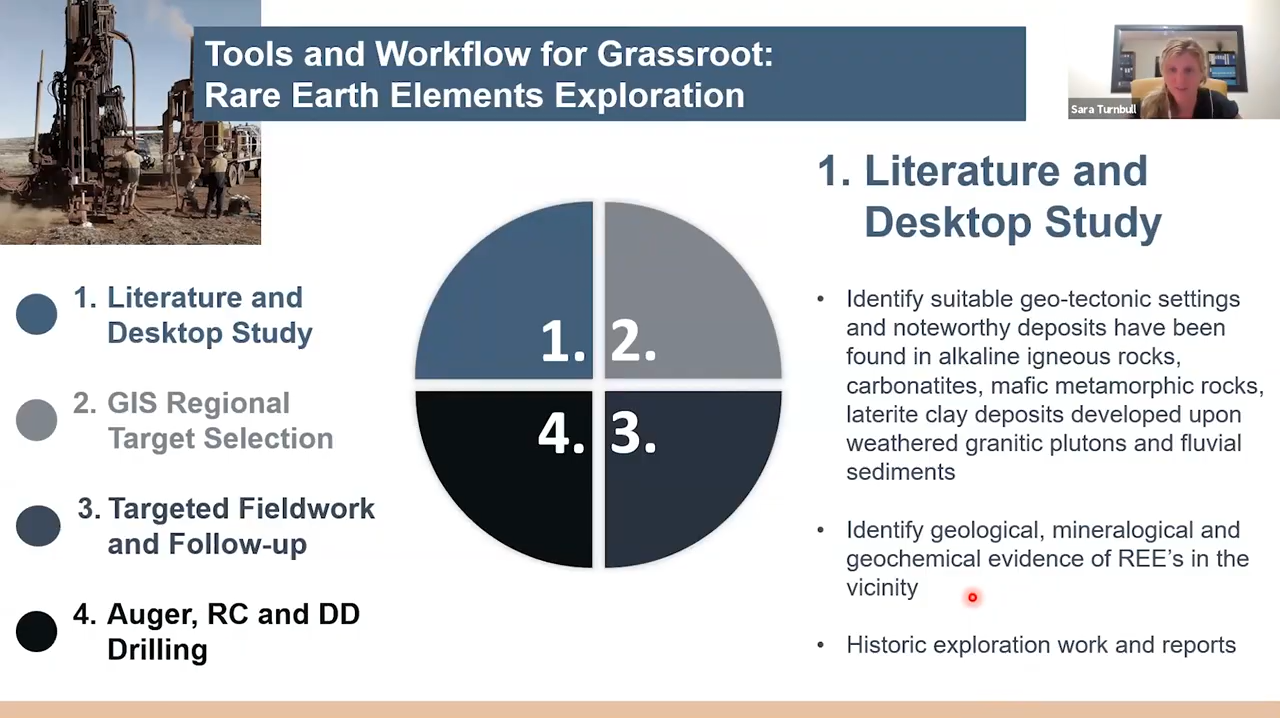 Tools and Workflow for Grassroot:
Rare Earth Elements Exploration
Sara Turnbull
1. Literature and
Desktop Study
2. GIS Regional
Target Selection
3. Targeted Fieldwork
and Follow-up
4. Auger, RC and DD
Drilling
1.
2.
4.
3.
1. Literature and
Desktop Study
• Identify suitable geo-tectonic settings
and noteworthy deposits have been
found in alkaline igneous rocks,
carbonatites, mafic metamorphic rocks,
laterite clay deposits developed upon
weathered granitic plutons and fluvial
sediments
• Identify geological, mineralogical and
geochemical evidence of REE’s in the
vicinity
• Historic exploration work and reports